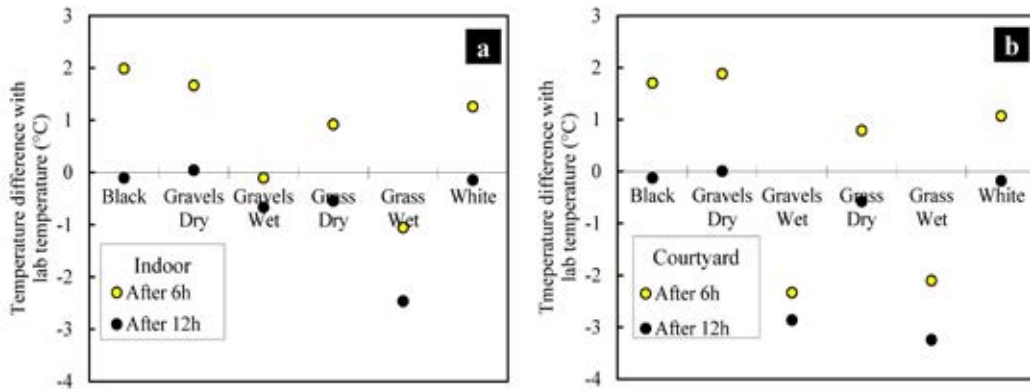 3
2
1
0
-1
-2
-3
-4
Temperature difference with
lab temperature (°C)
a
Black
Gravels
Dry
Gravels
Wet
Grass
Dry
Grass
Wet
White
Indoor
After 6h
After 12h
3
2
1
0
-1
-2
-3
-4
Tmeperature difference with
lab temperature (°C)
b
Black
Gravels
Dry
Gravels
Wet
Grass
Dry
Grass
Wet
White
Courtyard
After 6h
After 12h